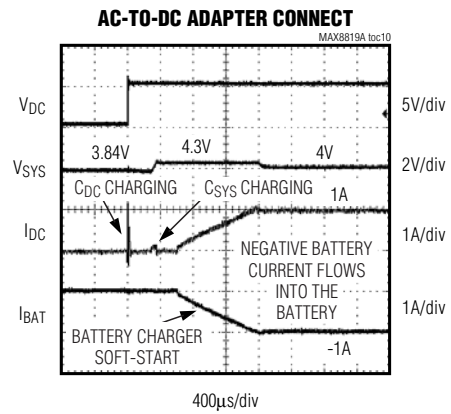 AC-TO-DC ADAPTER CONNECT
MAX8819A toc10
VDC
5V/div
3.84V
4.3V
4V
VSYS
2V/div
CDC CHARGING
CSYS CHARGING
1A
IDC
1A/div
NEGATIVE BATTERY
CURRENT FLOWS
INTO THE
BATTERY
IBAT
1A/div
BATTERY CHARGER
SOFT-START
-1A
400µs/div